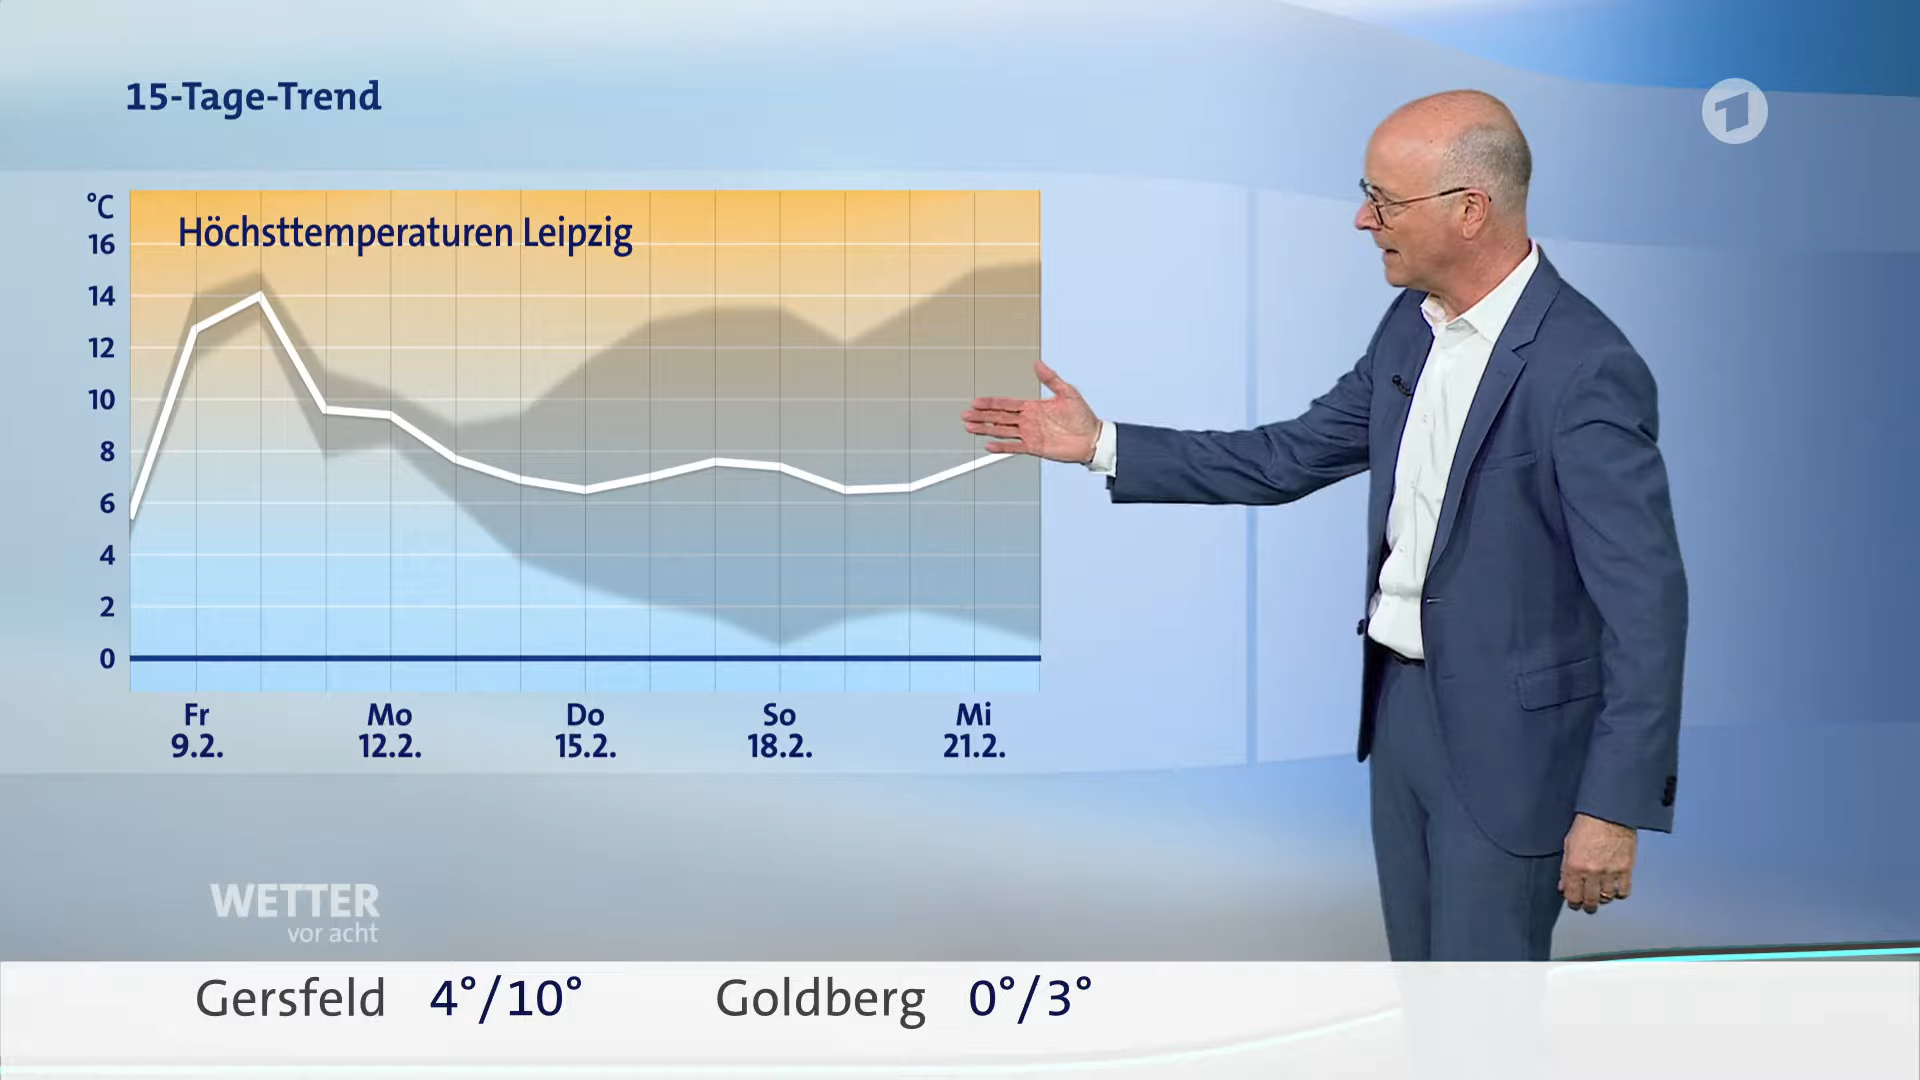 15-Tage-Trend
°C
Höchsttemperaturen Leipzig
16
14
12
10
8
6
4
2
0
Fr Mo Do So Mi
9.2. 12.2. 15.2. 18.2. 21.2.
1
WETTER
vor acht
Gersfeld 4°/10° Goldberg 0°/3°